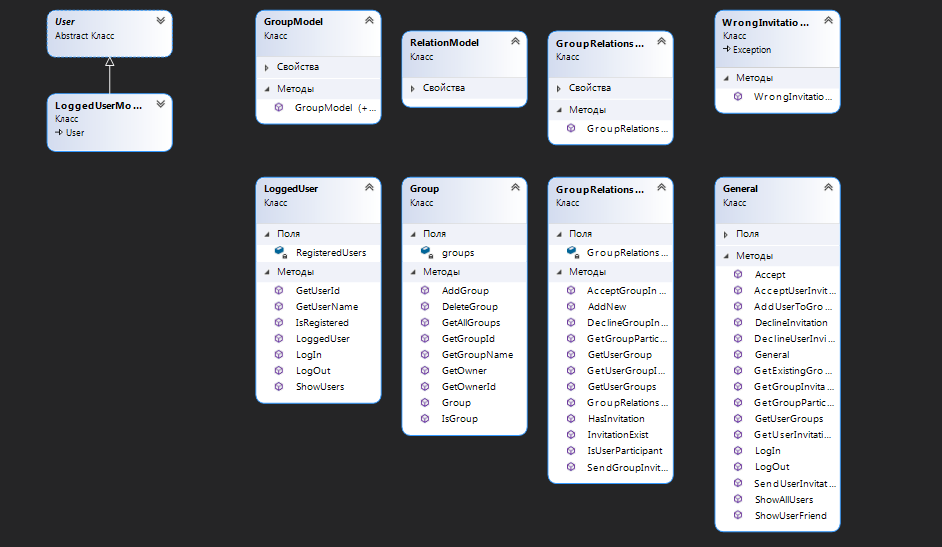 User
Abstract Класс
LoggedUserMo...
Класс
User
GroupModel
Класс
Свойства
Методы
GroupModel (+...
RelationModel
Класс
Свойства
GroupRelations...
Класс
Свойства
Методы
GroupRelations...
WrongInvitatio...
Класс
Exception
Методы
WrongInvitatio...
LoggedUser
Класс
Поля
RegisteredUsers
Методы
GetUserId
GetUserName
IsRegistered
LoggedUser
LogIn
LogOut
ShowUsers
Group
Класс
Поля
groups
Методы
AddGroup
DeleteGroup
GetAllGroups
GetGroupId
GetGroupName
GetOwner
GetOwnerId
Group
IsGroup
GroupRelations...
Класс
Поля
GroupRelations...
Методы
AcceptGroupIn...
AddNew
DeclineGroupIn...
GetGroupPartic...
GetUserGroup
GetUserGroupI...
GetUserGroups
GroupRelations...
HasInvitation
InvitationExist
IsUserParticipant
SendGroupInvit...
General
Класс
Поля
Методы
Accept
AcceptUserInvit...
AddUserToGro...
DeclineInvitation
DeclineUserInvi...
General
GetExistingGro...
GetGroupInvita...
GetGroupPartic...
GetUserGroups
GetUserInvitati...
LogIn
LogOut
SendUserInvitat...
ShowAllUsers
ShowUserFriend